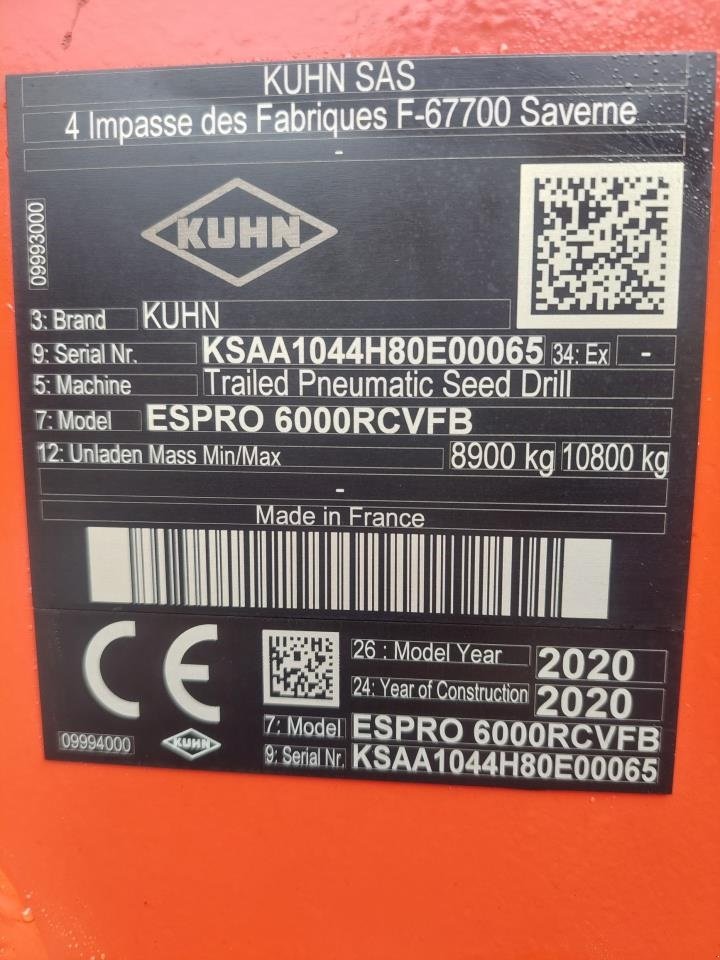 KUHN SAS
4 Impasse des Fabriques F-67700 Saverne
-
09993000
KUHN
3: Brand KUHN
9: Serial Nr. KSAA1044H80E00065 34: Ex -
5: Machine Trailed Pneumatic Seed Drill
7: Model ESPRO 6000RCVFB
12: Unladen Mass Min/Max 8900 kg 10800 kg
-
Made in France
CE
26 : Model Year 2020
24: Year of Construction 2020
09994000 KUHN
7: Model ESPRO 6000RCVFB
9: Serial Nr. KSAA1044H80E00065